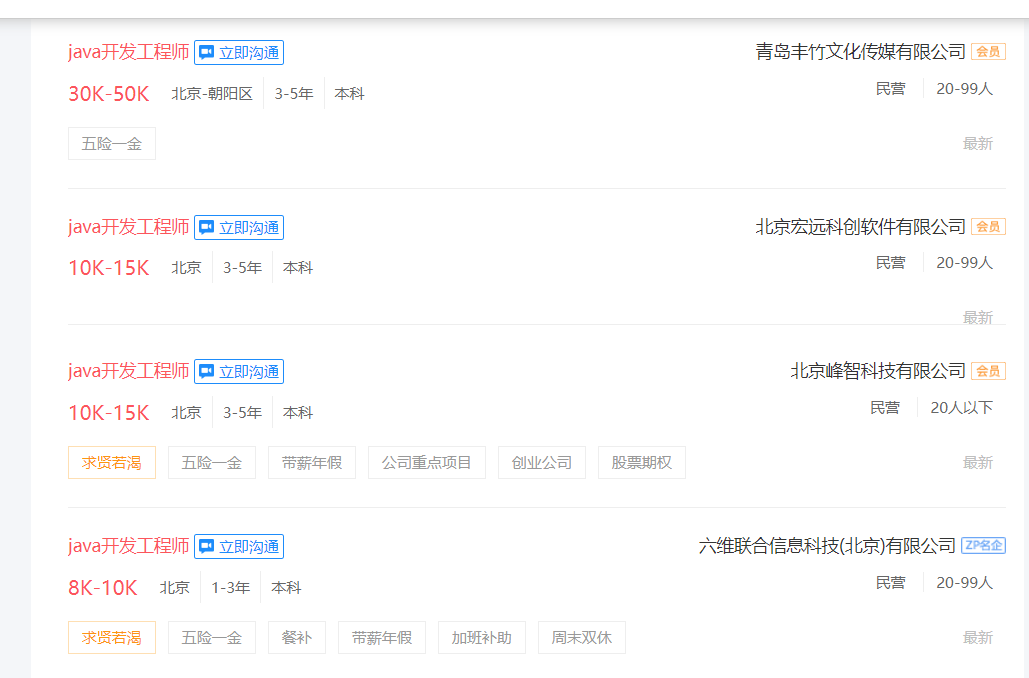 java开发工程师 立即沟通 青岛丰竹文化传媒有限公司 会员
30K-50K 北京-朝阳区 3-5年 本科 民营 20-99人
五险一金 最新
java开发工程师 立即沟通 北京宏远科创软件有限公司 会员
10K-15K 北京 3-5年 本科 民营 20-99人
最新
java开发工程师 立即沟通 北京峰智科技有限公司 会员
10K-15K 北京 3-5年 本科 民营 20人以下
求贤若渴 五险一金 带薪年假 公司重点项目 创业公司 股票期权 最新
java开发工程师 立即沟通 六维联合信息科技(北京)有限公司 ZP名企
8K-10K 北京 1-3年 本科 民营 20-99人
求贤若渴 五险一金 餐补 带薪年假 加班补助 周末双休 最新